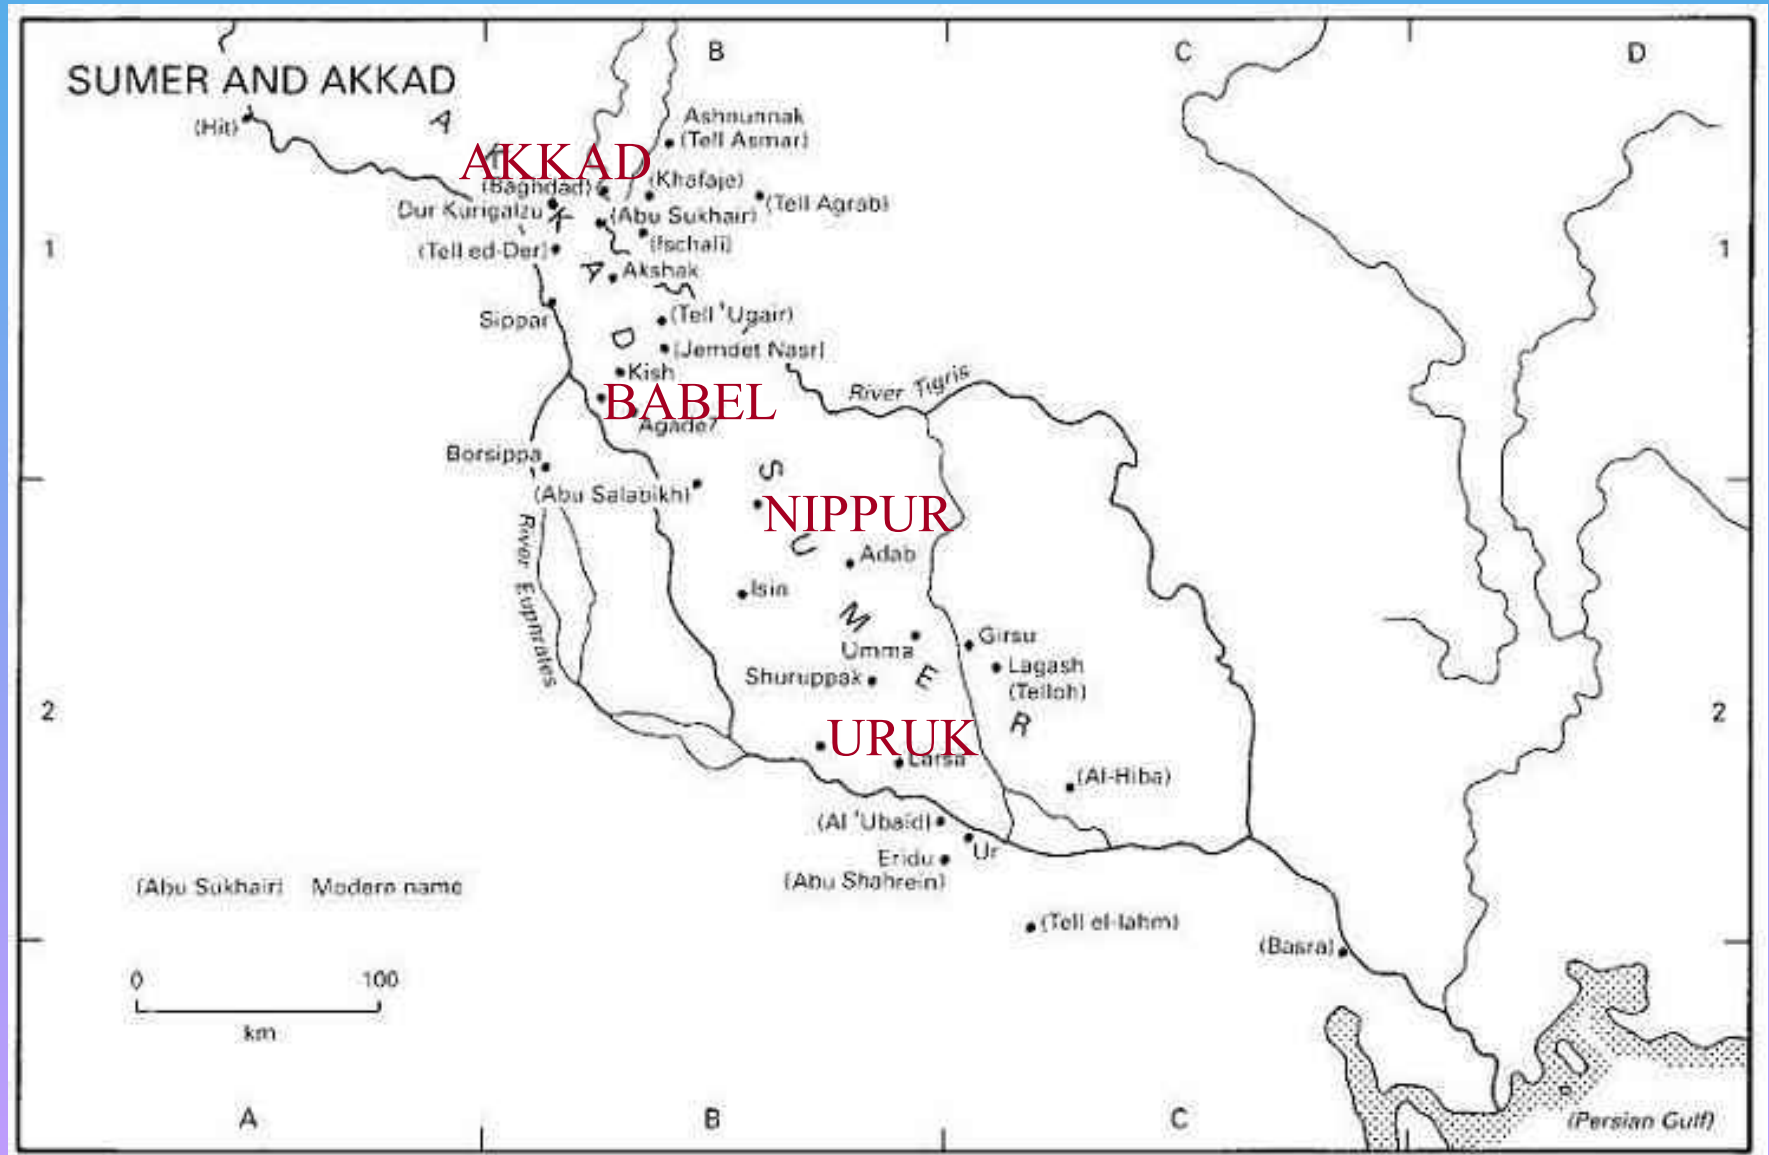 B
C
D
SUMER AND AKKAD
(Hit)
A
K
K
A
D
Ashnunnak
(Tell Asmar)
AKKAD
(Baghdad)
(Khafaje)
(Tell Agrab)
Dur Kurigalzu
(Abu Sukhair)
(Ischali)
(Tell ed-Der)
1
1
Akshak
Sippar
(Tell 'Ugair)
(Jemdet Nasr)
Kish
River Tigris
BABEL
Agade?
Borsippa
(Abu Salabikh)
S
U
M
E
R
NIPPUR
River Euphrates
Adab
Isin
Umma
Girsu
Lagash
(Telloh)
Shuruppak
2
2
URUK
Larsa
(Al-Hiba)
(Al 'Ubaid)
Ur
Eridu
(Abu Shahrein)
(Abu Sukhair) Modern name
(Tell el-lahm)
(Basra)
0 100
km
A
B
C
(Persian Gulf)